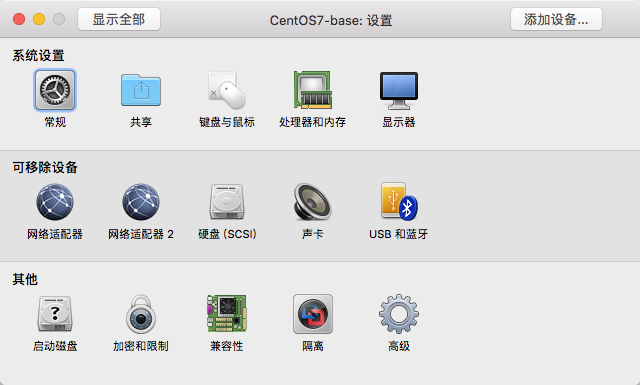 显示全部 CentOS7-base: 设置 添加设备...
系统设置
常规 共享 键盘与鼠标 处理器和内存 显示器
可移除设备
网络适配器 网络适配器 2 硬盘 (SCSI) 声卡 USB 和蓝牙
其他
?
启动磁盘 加密和限制 兼容性 隔离 高级